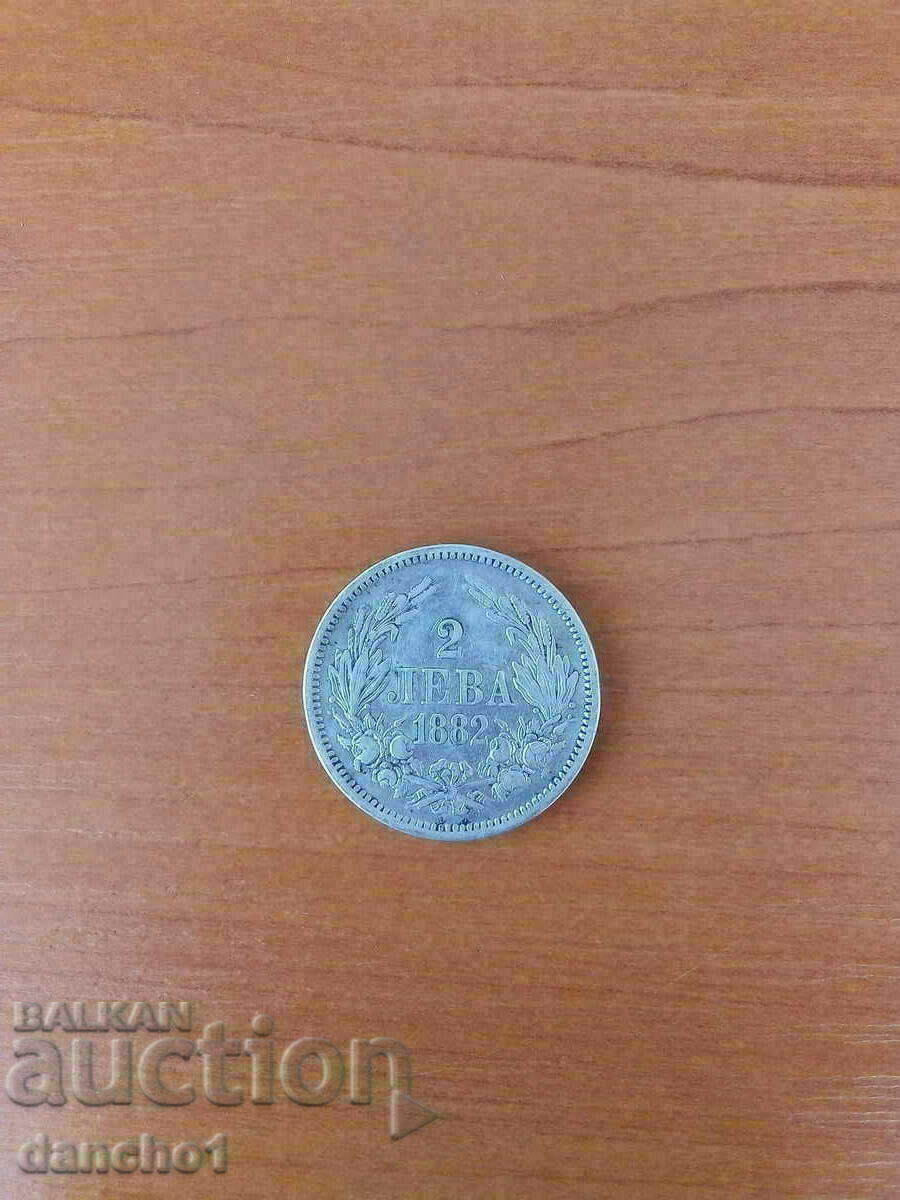 2
ЛЕВА
1882
BALKAN
auction
dancho1